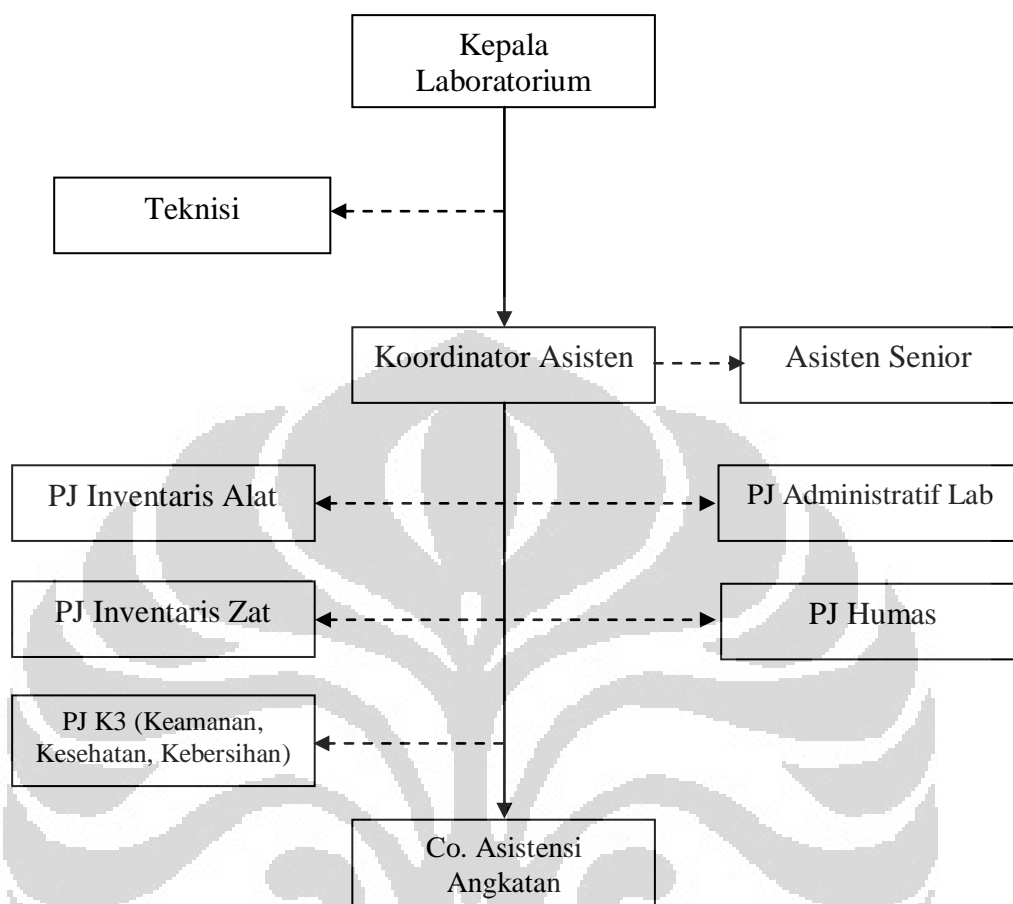 Kepala
Laboratorium
Teknisi
Koordinator Asisten
Asisten Senior
PJ Inventaris Alat
PJ Administratif Lab
PJ Inventaris Zat
PJ Humas
PJ K3 (Keamanan,
Kesehatan, Kebersihan)
Co. Asistensi
Angkatan